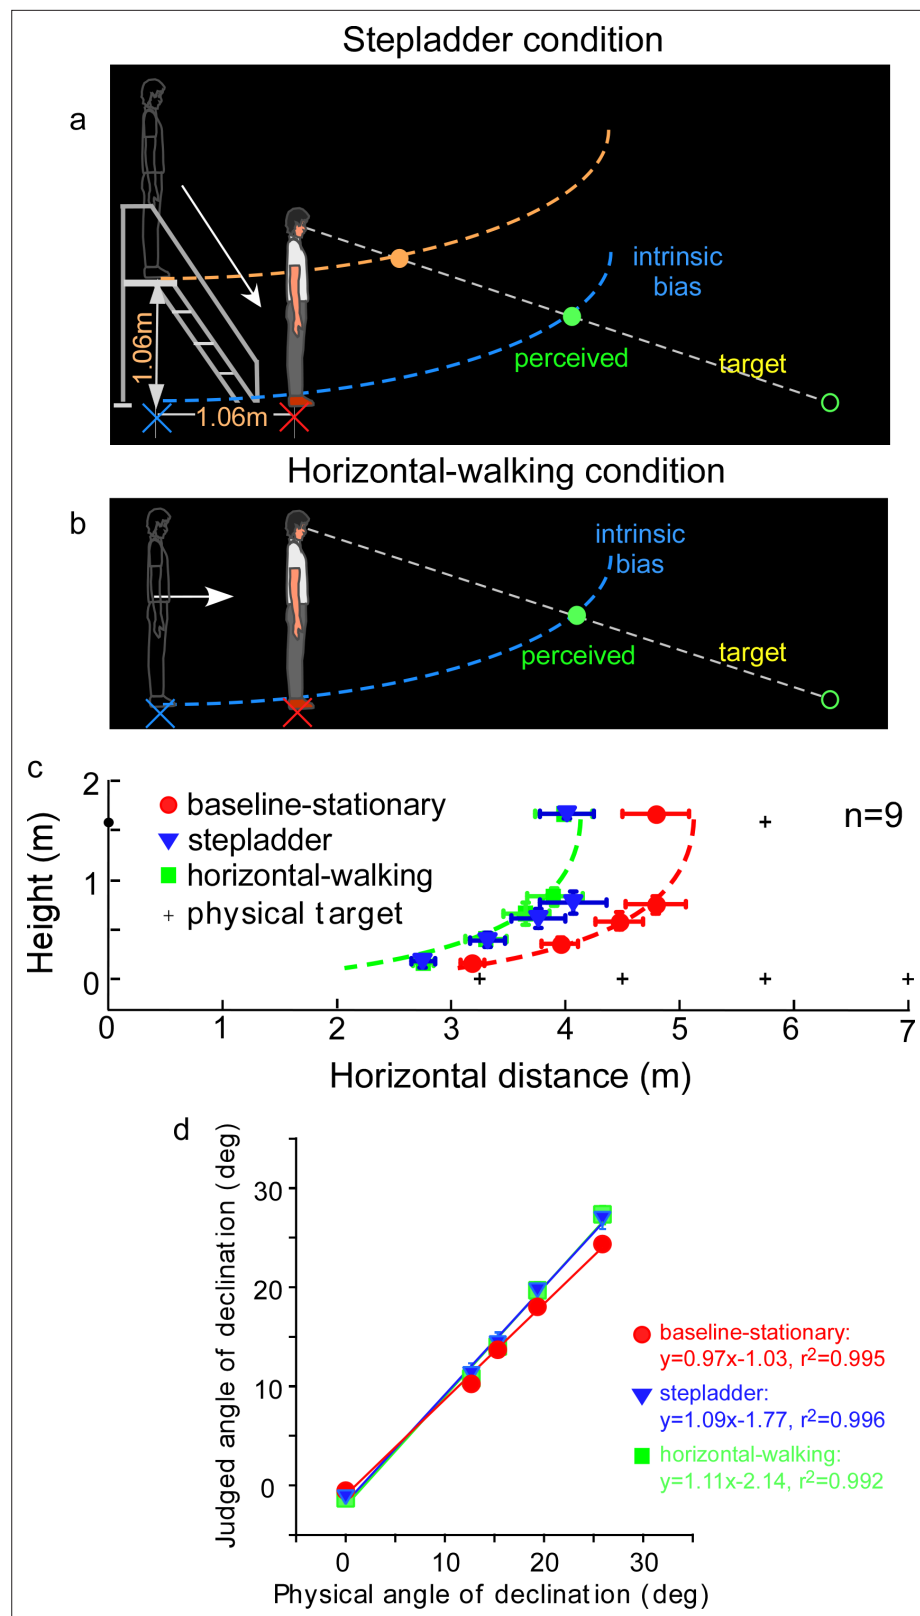 Stepladder condition
a
intrinsic
bias
1.06m
perceived
target
1.06m
Horizontal-walking condition
b
intrinsic
bias
perceived
target
c
2
baseline-stationary
n=9
stepladder
1
horizontal-walking
physical target
0
Height (m)
0 1 2 3 4 5 6 7
Horizontal distance (m)
d
30
20
10
0
Judged angle of declination (deg)
baseline-stationary:
y=0.97x-1.03, r²=0.995
stepladder:
y=1.09x-1.77, r²=0.996
horizontal-walking:
y=1.11x-2.14, r²=0.992
0 10 20 30
Physical angle of declination (deg)